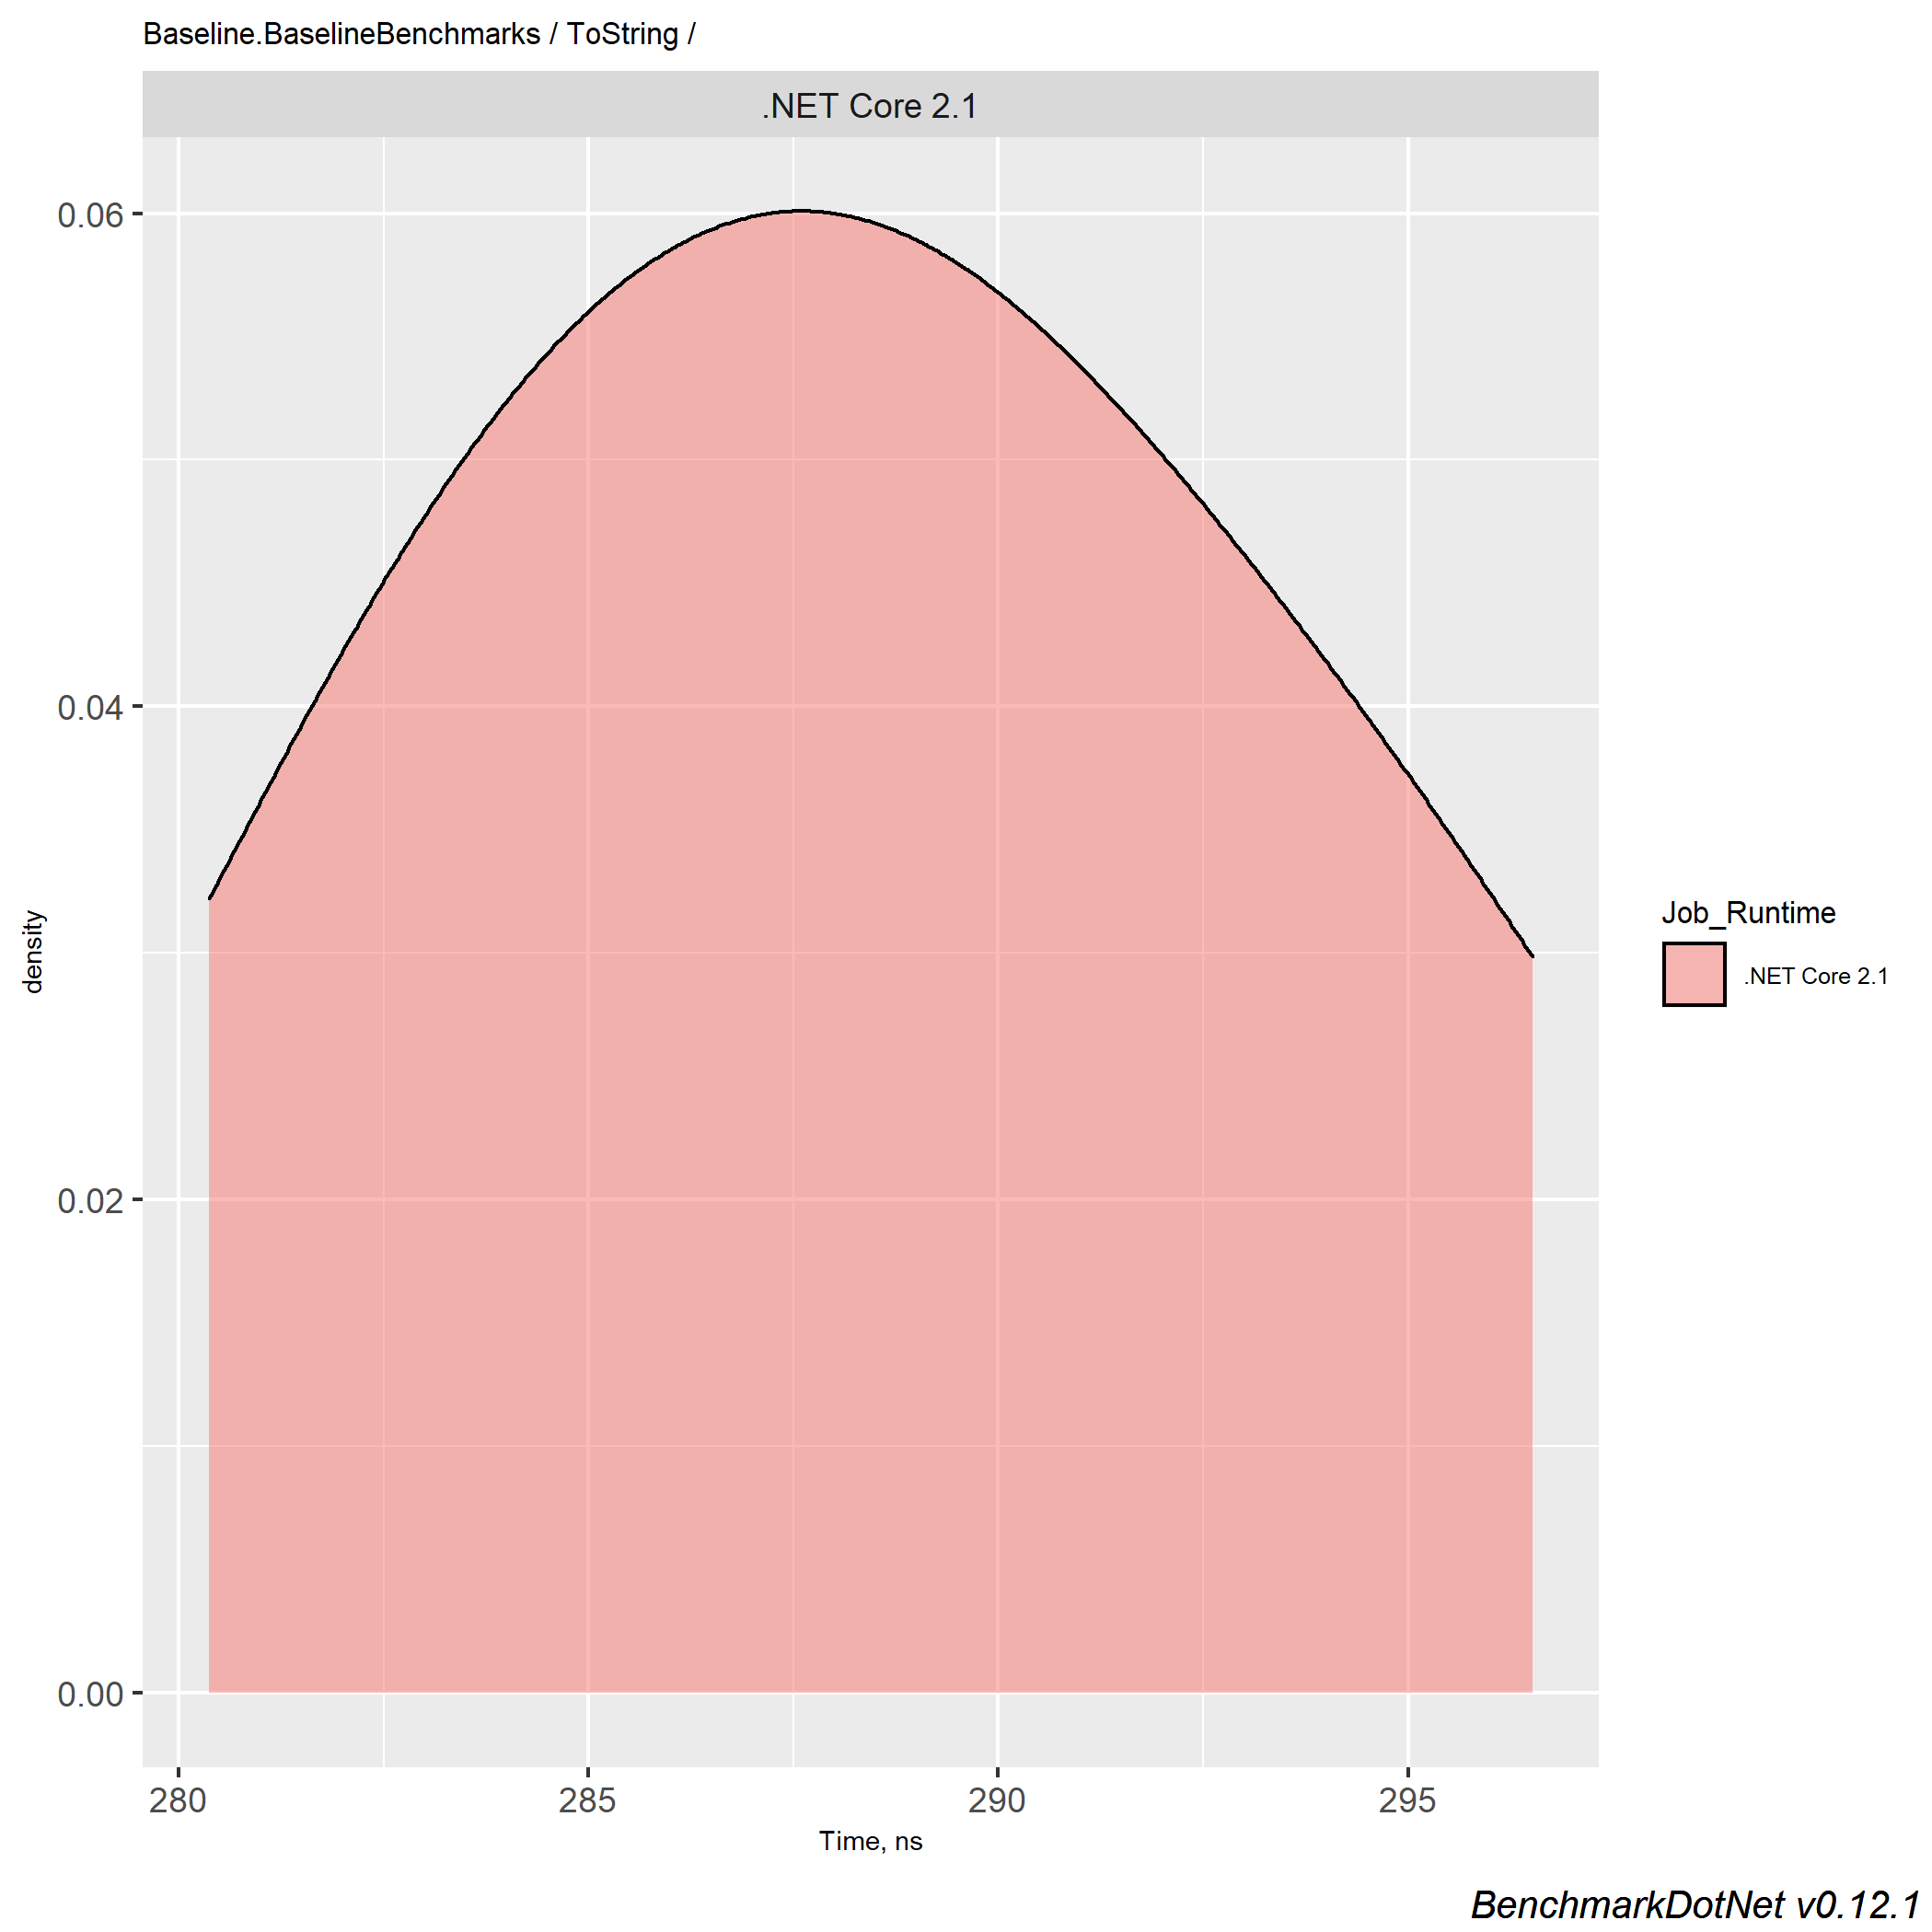 Baseline.BaselineBenchmarks / ToString /
.NET Core 2.1
0.06
0.04
0.02
0.00
density
280
285
290
295
Time, ns
Job_Runtime
.NET Core 2.1
BenchmarkDotNet v0.12.1